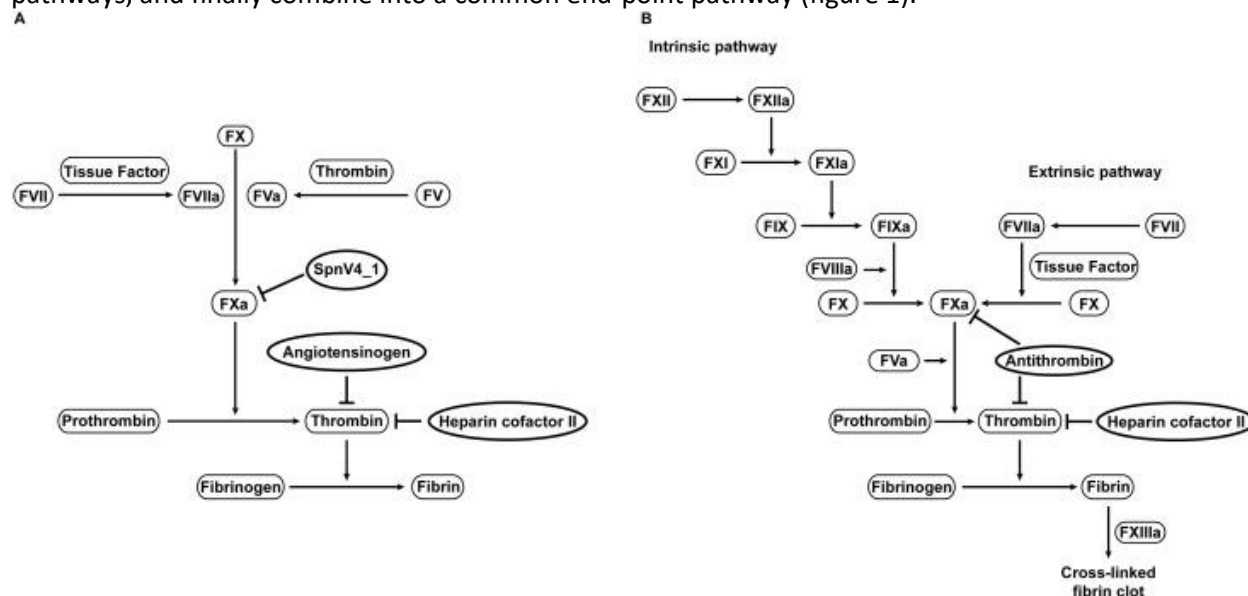 pathways, and finally combine into a common end-point pathway (figure 1).
A
FX
Tissue Factor
Thrombin
FVII
FVIIa
FVa
FV
SpnV4_1
FXa
Angiotensinogen
Prothrombin
Thrombin
Heparin cofactor II
Fibrinogen
Fibrin
B
Intrinsic pathway
FXII
FXIIa
FXI
FXIa
Extrinsic pathway
FIX
FIXa
FVIIa
FVII
FVIIIa
Tissue Factor
FX
FXa
FX
FVa
Antithrombin
Prothrombin
Thrombin
Heparin cofactor II
Fibrinogen
Fibrin
FXIIIa
Cross-linked
fibrin clot